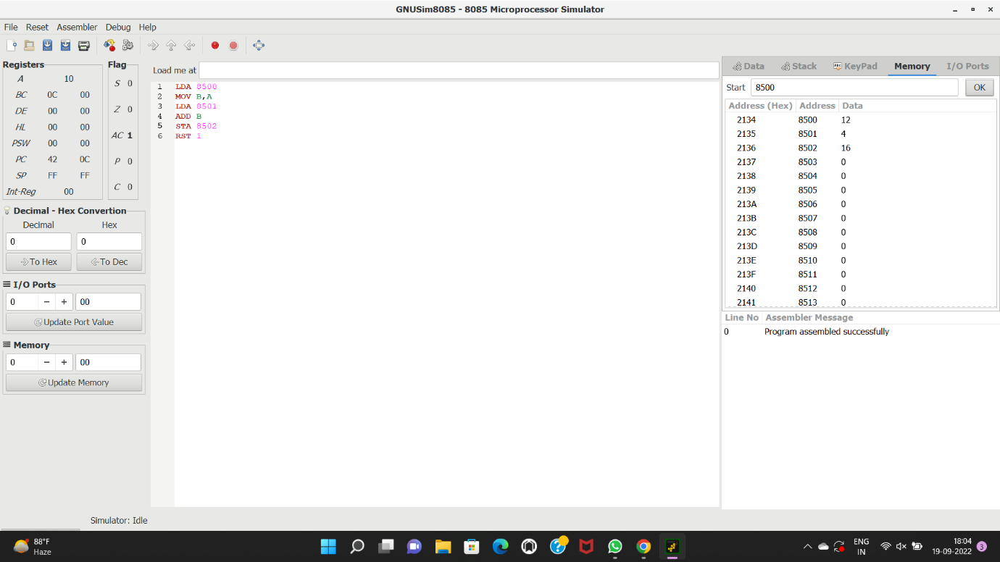 GNUSim8085 - 8085 Microprocessor Simulator
File Reset Assembler Debug Help
Registers
A 10
BC 0C 00
DE 00 00
HL 00 00
PSW 00 00
PC 42 0C
SP FF FF
Int-Reg 00
Flag
S 0
Z 0
AC 1
P 0
C 0
Decimal - Hex Convertion
Decimal Hex
0 0
To Hex To Dec
I/O Ports
0 − + 00
Update Port Value
Memory
0 − + 00
Update Memory
Load me at
1 LDA 8500
2 MOV B,A
3 LDA 8501
4 ADD B
5 STA 8502
6 RST 1
Data Stack Abc KeyPad Memory I/O Ports
Start 8500 OK
Address (Hex) Address Data
2134 8500 12
2135 8501 4
2136 8502 16
2137 8503 0
2138 8504 0
2139 8505 0
213A 8506 0
213B 8507 0
213C 8508 0
213D 8509 0
213E 8510 0
213F 8511 0
2140 8512 0
2141 8513 0
Line No Assembler Message
0 Program assembled successfully
Simulator: Idle
88°F
Haze
ENG
IN
18:04
19-09-2022
3